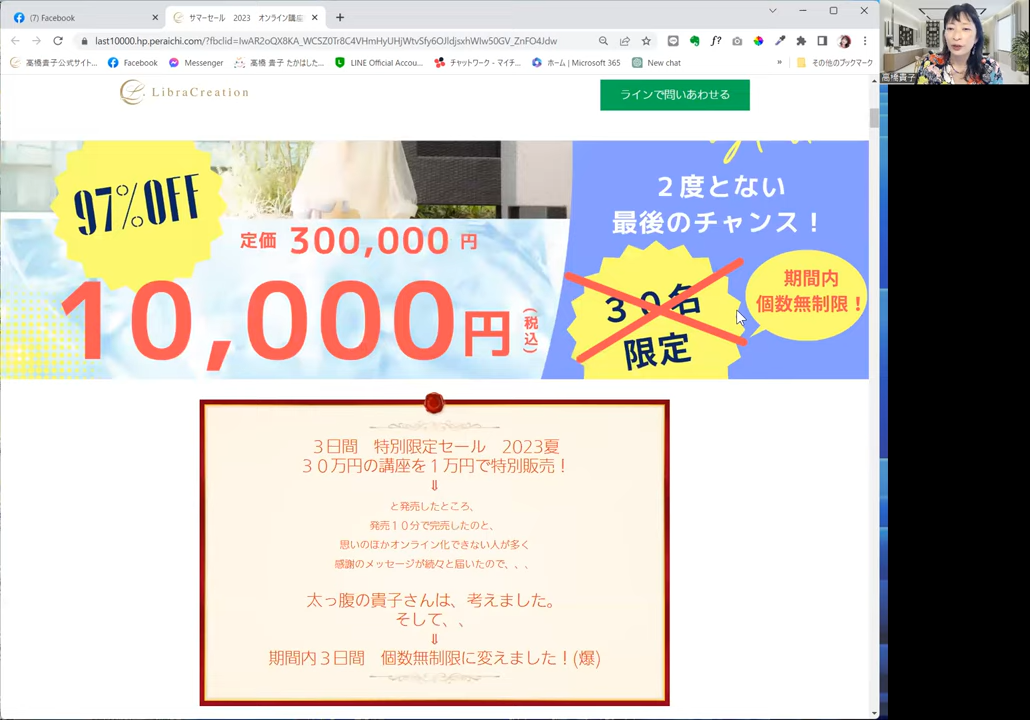 (7) Facebook
サマーセール 2023 オンライン講座
last10000.hp.peraichi.com/?fbclid=IwAR2oQX8KA_WCSZ0Tr8C4VHmHyUHjWtvSfy6OJIdjsxhWIw50GV_ZnFO4Jdw
高橋貴子公式サイト...
Facebook
Messenger
高橋 貴子 たかはした...
LINE Official Accou...
チャットワーク - マイチ...
ホーム | Microsoft 365
New chat
»
その他のブックマーク
高橋貴子
LibraCreation
ラインで問いあわせる
97%OFF
定価 300,000 円
10,000円
(税込)
２度とない
最後のチャンス！
３０名
限定
期間内
個数無制限！
３日間 特別限定セール 2023夏
３０万円の講座を１万円で特別販売！
⇓
と発売したところ、
発売１０分で完売したのと、
思いのほかオンライン化できない人が多く
感謝のメッセージが続々と届いたので、、、
太っ腹の貴子さんは、考えました。
そして、、
⇓
期間内３日間 個数無制限に変えました！(爆)